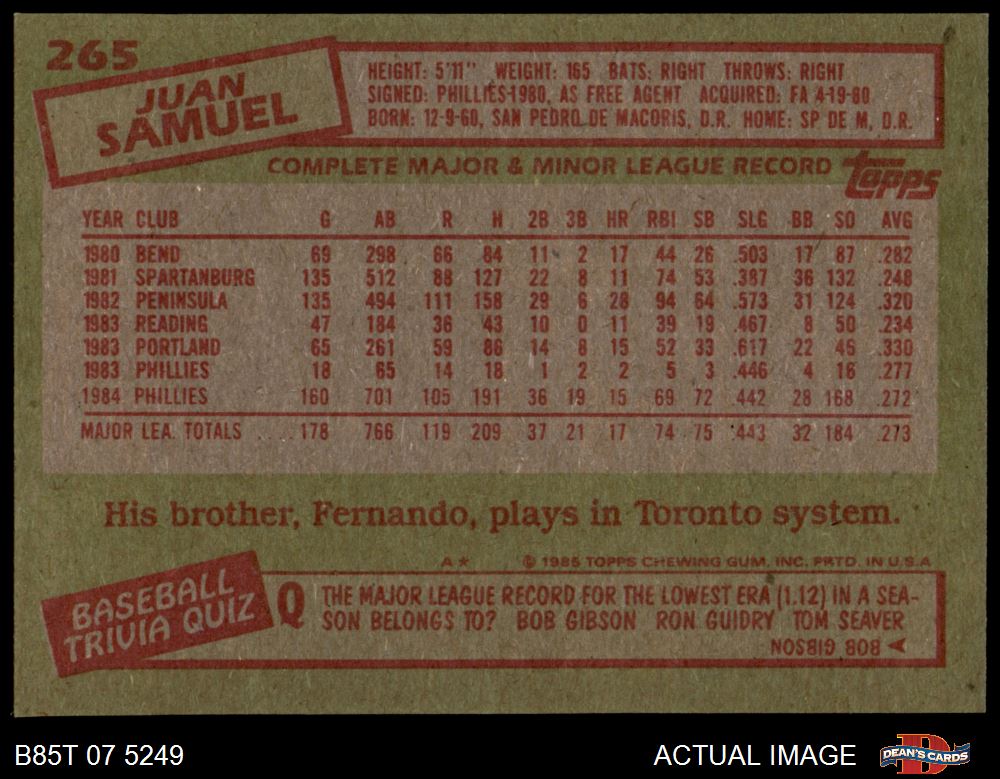 265
JUAN
SAMUEL
HEIGHT: 5'11" WEIGHT: 165 BATS: RIGHT THROWS: RIGHT
SIGNED: PHILLIES-1980, AS FREE AGENT ACQUIRED: FA 4-19-80
BORN: 12-9-60, SAN PEDRO DE MACORIS, D.R. HOME: SP DE M, D.R.
COMPLETE MAJOR & MINOR LEAGUE RECORD
topps
YEAR CLUB G AB R H 2B 3B HR RBI SB SLG BB SO AVG
1980 BEND 69 298 66 84 11 2 17 44 26 .503 17 87 .282
1981 SPARTANBURG 135 512 88 127 22 8 11 74 53 .387 36 132 .248
1982 PENINSULA 135 494 111 158 29 6 28 94 64 .573 31 124 .320
1983 READING 47 184 36 43 10 0 11 39 19 .467 8 50 .234
1983 PORTLAND 65 261 59 86 14 8 15 52 33 .617 22 46 .330
1983 PHILLIES 18 65 14 18 1 2 2 5 3 .446 4 16 .277
1984 PHILLIES 160 701 105 191 36 19 15 69 72 .442 28 168 .272
MAJOR LEA. TOTALS .... 178 766 119 209 37 21 17 74 75 .443 32 184 .273
His brother, Fernando, plays in Toronto system.
A* © 1985 TOPPS CHEWING GUM, INC. PRTD. IN U.S.A
BASEBALL
TRIVIA QUIZ
Q THE MAJOR LEAGUE RECORD FOR THE LOWEST ERA (1.12) IN A SEA-
SON BELONGS TO? BOB GIBSON RON GUIDRY TOM SEAVER
BOB GIBSON
B85T 07 5249
ACTUAL IMAGE
DEAN'S CARDS